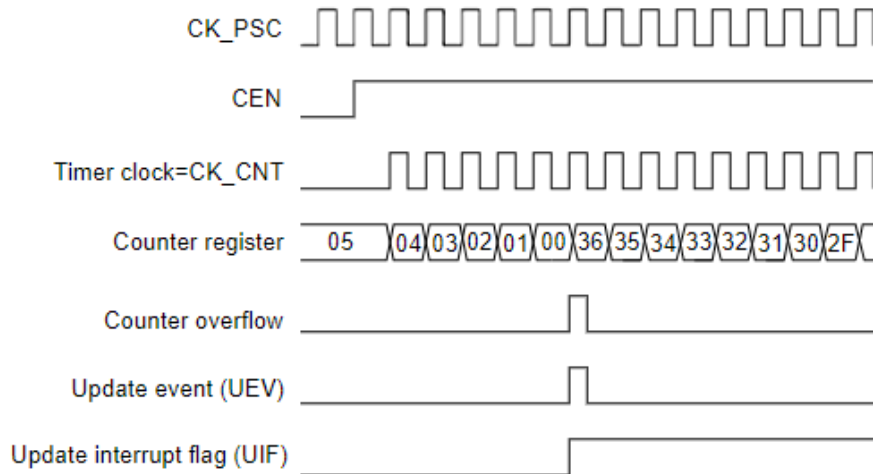 CK_PSC
CEN
Timer clock=CK_CNT
Counter register 05 04 03 02 01 00 36 35 34 33 32 31 30 2F
Counter overflow
Update event (UEV)
Update interrupt flag (UIF)